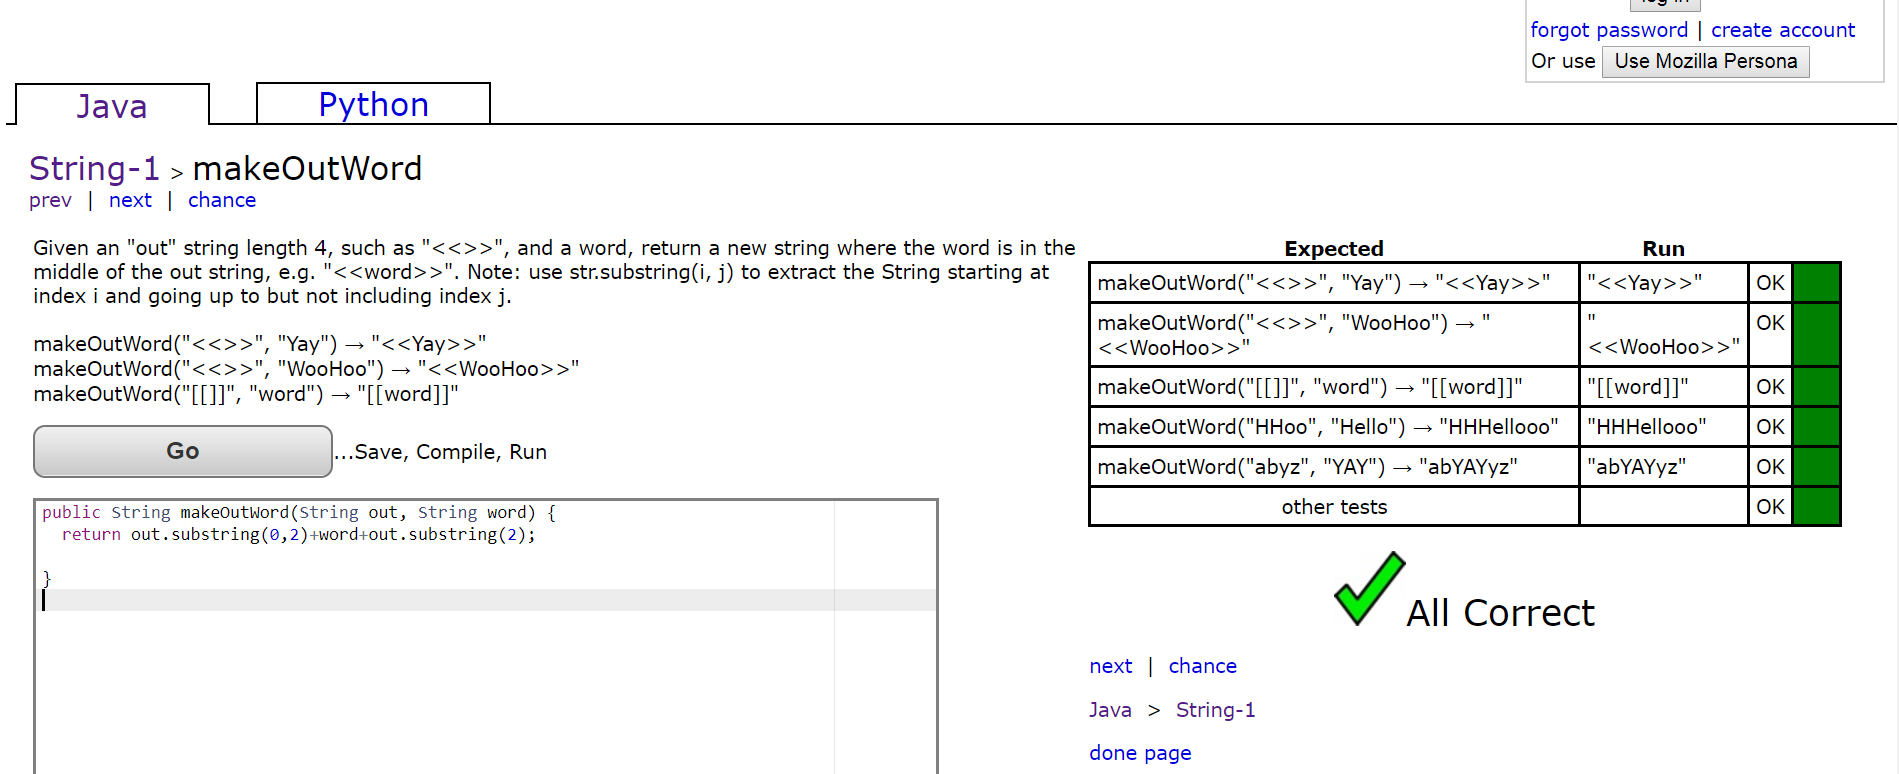 log in
forgot password | create account
Or use Use Mozilla Persona
Java Python
String-1 > makeOutWord
prev | next | chance
Given an "out" string length 4, such as "<<>>", and a word, return a new string where the word is in the
middle of the out string, e.g. "<<word>>". Note: use str.substring(i, j) to extract the String starting at
index i and going up to but not including index j.
makeOutWord("<<>>", "Yay") → "<<Yay>>"
makeOutWord("<<>>", "WooHoo") → "<<WooHoo>>"
makeOutWord("[[]]", "word") → "[[word]]"
Go ...Save, Compile, Run
public String makeOutWord(String out, String word) {
  return out.substring(0,2)+word+out.substring(2);
}
Expected Run
makeOutWord("<<>>", "Yay") → "<<Yay>>" "<<Yay>>" OK
makeOutWord("<<>>", "WooHoo") → " " OK
<<WooHoo>>" <<WooHoo>>"
makeOutWord("[[]]", "word") → "[[word]]" "[[word]]" OK
makeOutWord("HHoo", "Hello") → "HHHellooo" "HHHellooo" OK
makeOutWord("abyz", "YAY") → "abYAYyz" "abYAYyz" OK
other tests OK
All Correct
next | chance
Java > String-1
done page